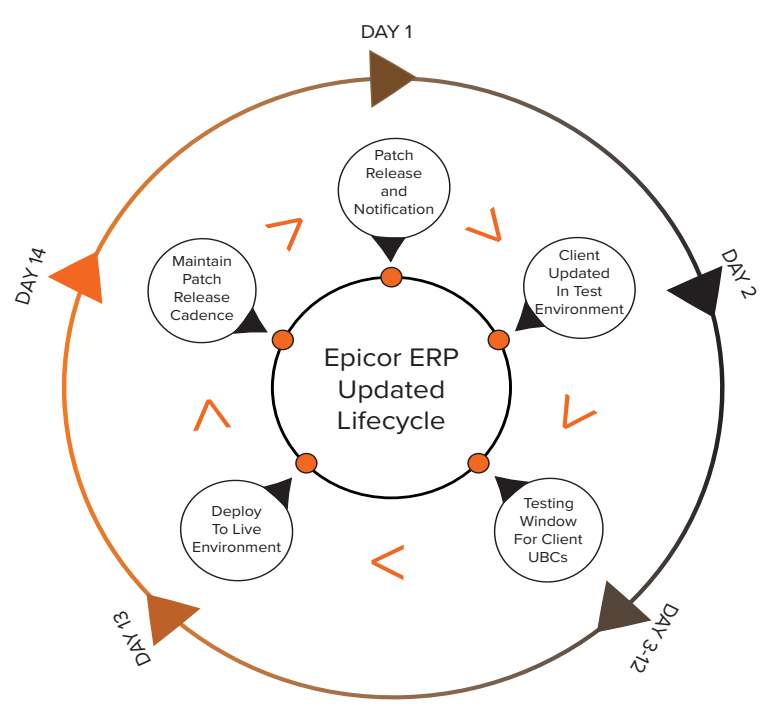 DAY 1
Patch
Release
and
Notification
DAY 2
Client
Updated
In Test
Environment
DAY 3-12
Testing
Window
For Client
UBCs
DAY 13
Deploy
To Live
Environment
DAY 14
Maintain
Patch
Release
Cadence
Epicor ERP
Updated
Lifecycle